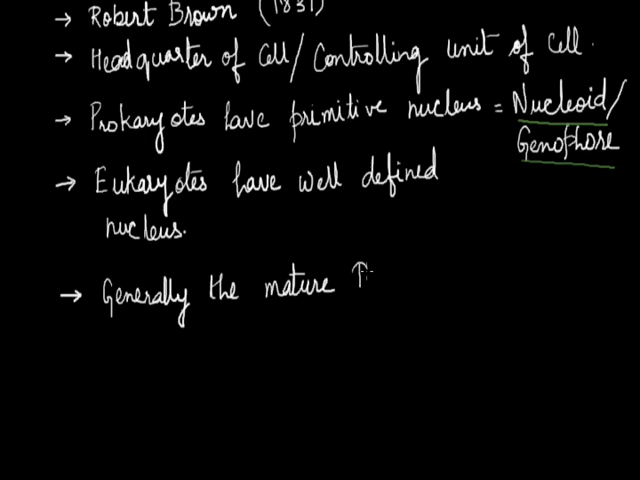 → Robert Brown (1831)
→ Headquarter of Cell / Controlling unit of Cell.
→ Prokaryotes have primitive nucleus = Nucleoid /
Genophore
→ Eukaryotes have well defined
nucleus.
→ Generally the mature